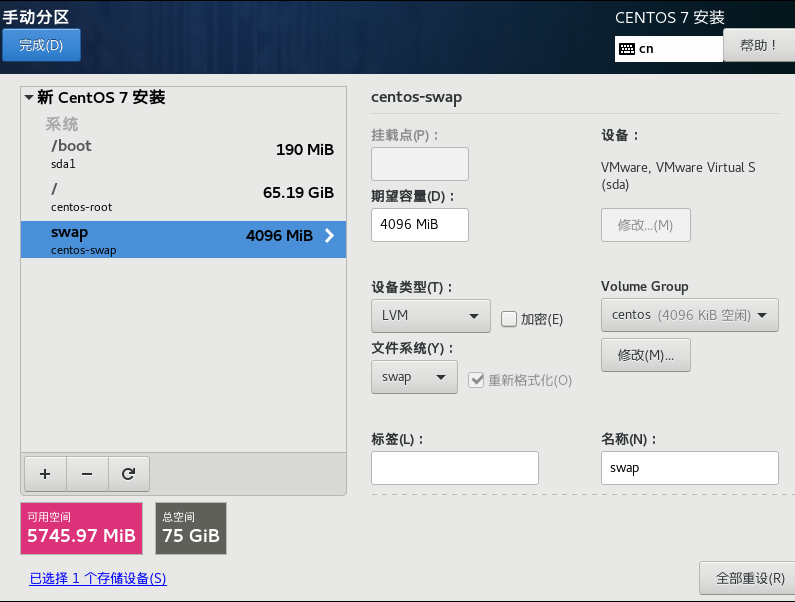 手动分区
CENTOS 7 安装
完成(D)
cn
帮助！
新 CentOS 7 安装
系统
/boot
190 MiB
sda1
/
65.19 GiB
centos-root
swap
4096 MiB
centos-swap
centos-swap
挂载点(P)：
设备：
VMware, VMware Virtual S
(sda)
期望容量(D)：
4096 MiB
修改...(M)
设备类型(T)：
Volume Group
LVM
加密(E)
centos (4096 KiB 空闲)
文件系统(Y)：
修改(M)...
swap
重新格式化(O)
标签(L)：
名称(N)：
swap
+ −
可用空间
5745.97 MiB
总空间
75 GiB
已选择 1 个存储设备(S)
全部重设(R)